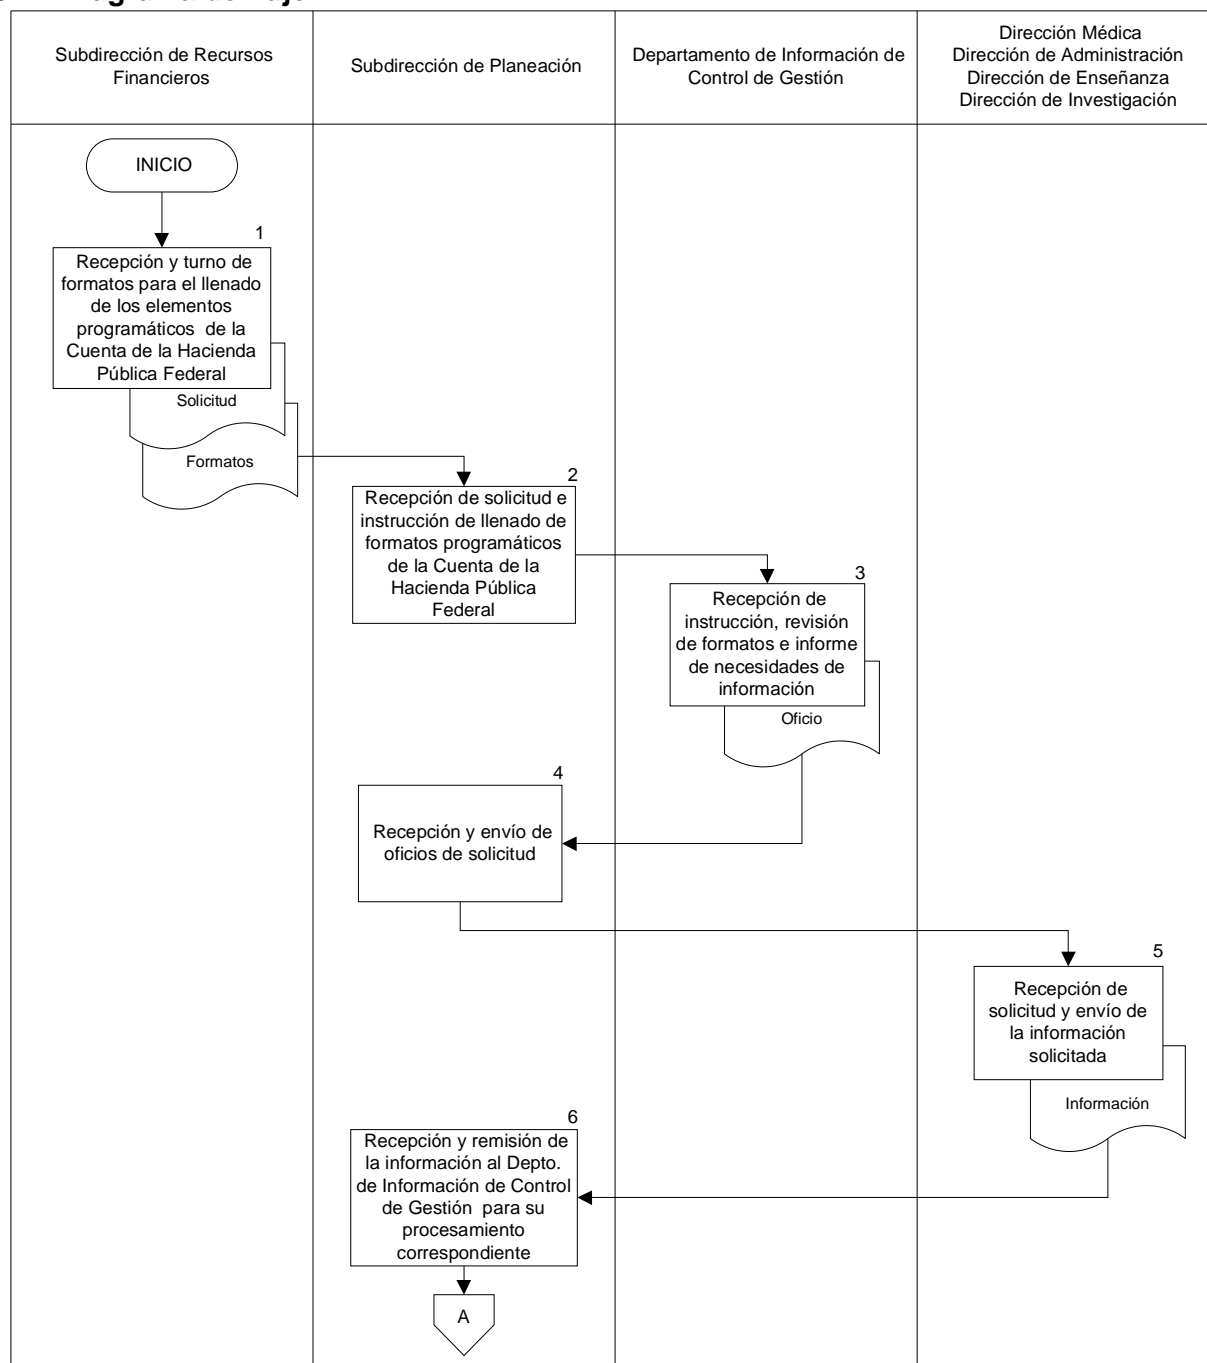 Subdirección de Recursos
Financieros
Subdirección de Planeación
Departamento de Información de
Control de Gestión
Dirección Médica
Dirección de Administración
Dirección de Enseñanza
Dirección de Investigación
INICIO
1
Recepción y turno de
formatos para el llenado
de los elementos
programáticos de la
Cuenta de la Hacienda
Pública Federal
Solicitud
Formatos
2
Recepción de solicitud e
instrucción de llenado de
formatos programáticos
de la Cuenta de la
Hacienda Pública
Federal
3
Recepción de
instrucción, revisión
de formatos e informe
de necesidades de
información
Oficio
4
Recepción y envío de
oficios de solicitud
5
Recepción de
solicitud y envío de
la información
solicitada
Información
6
Recepción y remisión de
la información al Depto.
de Información de Control
de Gestión para su
procesamiento
correspondiente
A